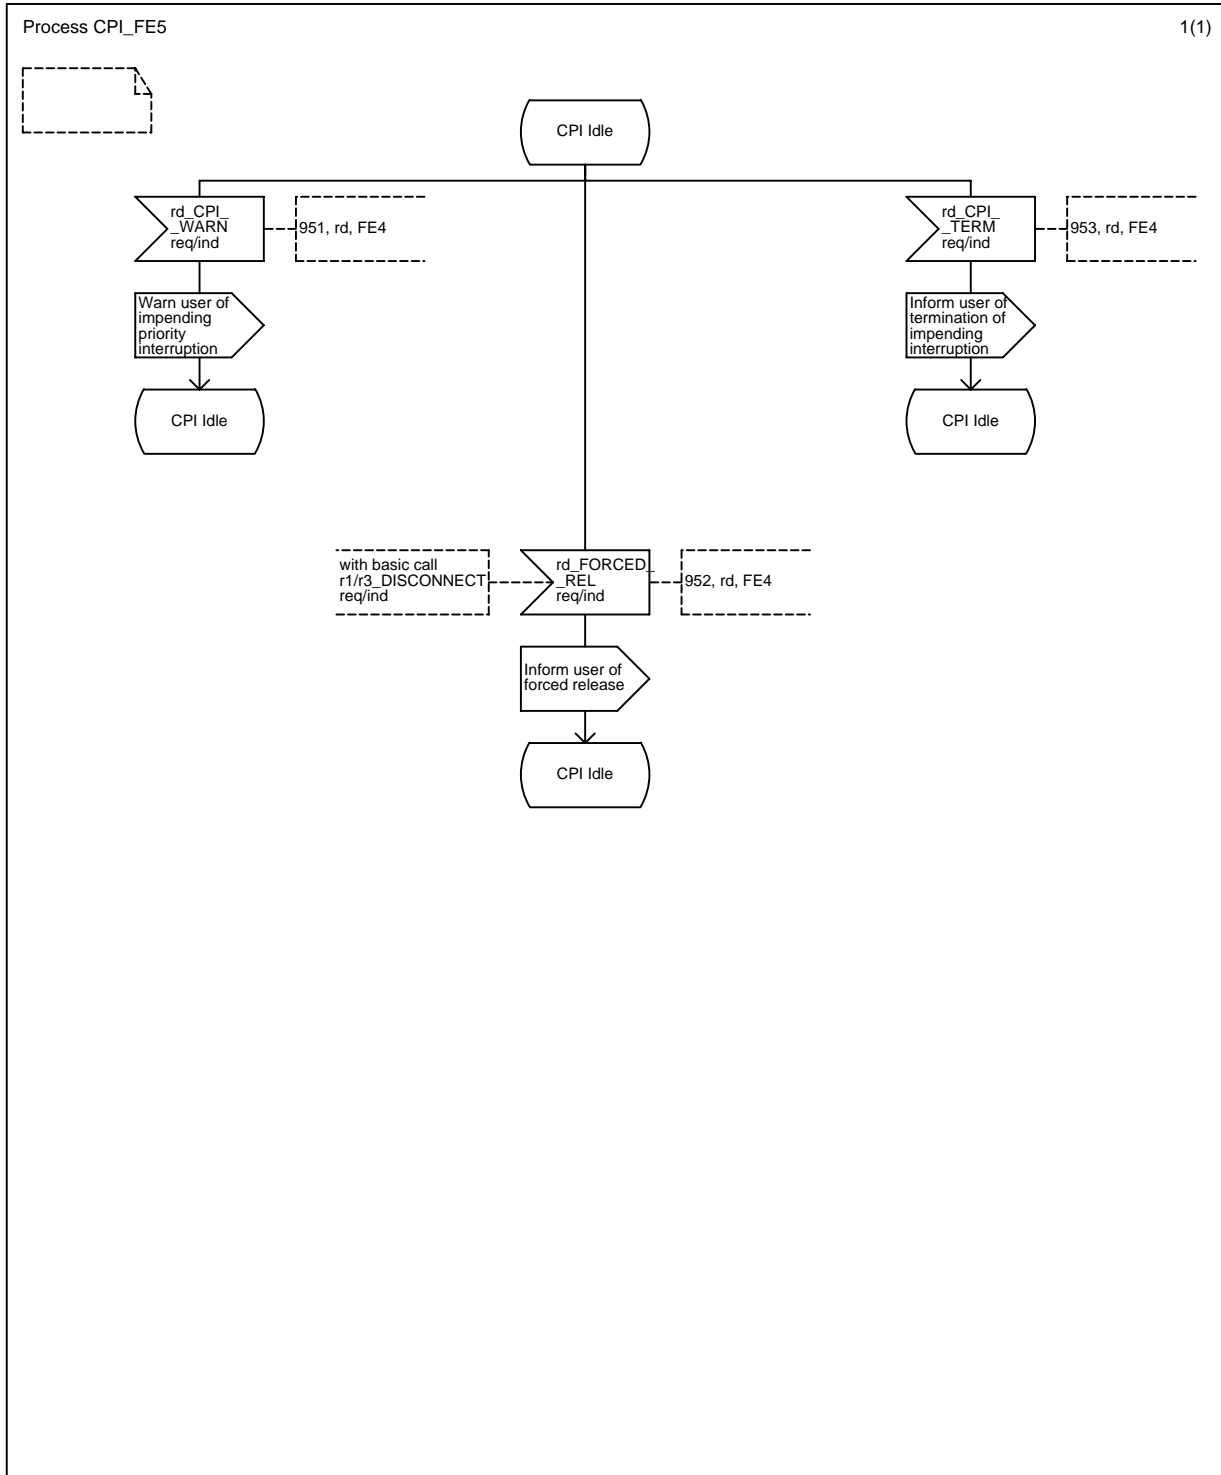 Process CPI_FE5
1(1)
CPI Idle
rd_CPI_
_WARN
req/ind
951, rd, FE4
rd_CPI_
_TERM
req/ind
953, rd, FE4
Warn user of
impending
priority
interruption
Inform user of
termination of
impending
interruption
CPI Idle
CPI Idle
with basic call
r1/r3_DISCONNECT
req/ind
rd_FORCED_
_REL
req/ind
952, rd, FE4
Inform user of
forced release
CPI Idle